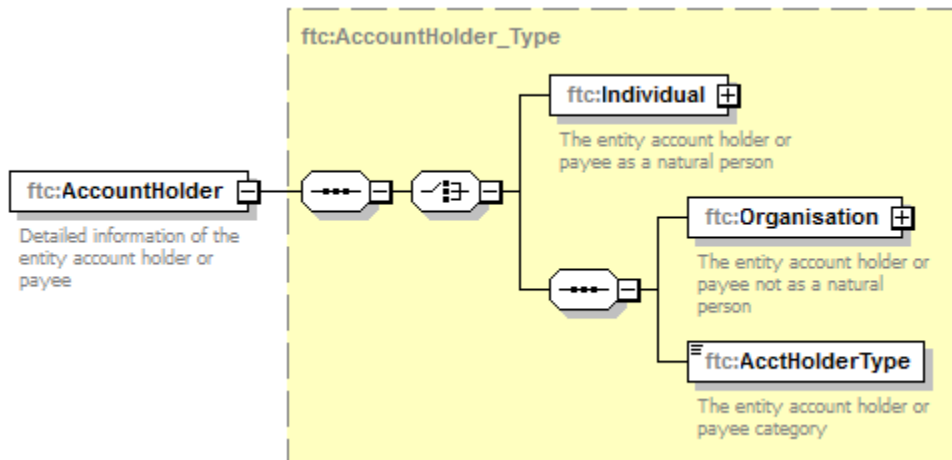 ftc:AccountHolder_Type
ftc:Individual
The entity account holder or
payee as a natural person
ftc:AccountHolder
Detailed information of the
entity account holder or
payee
ftc:Organisation
The entity account holder or
payee not as a natural
person
ftc:AcctHolderType
The entity account holder or
payee category